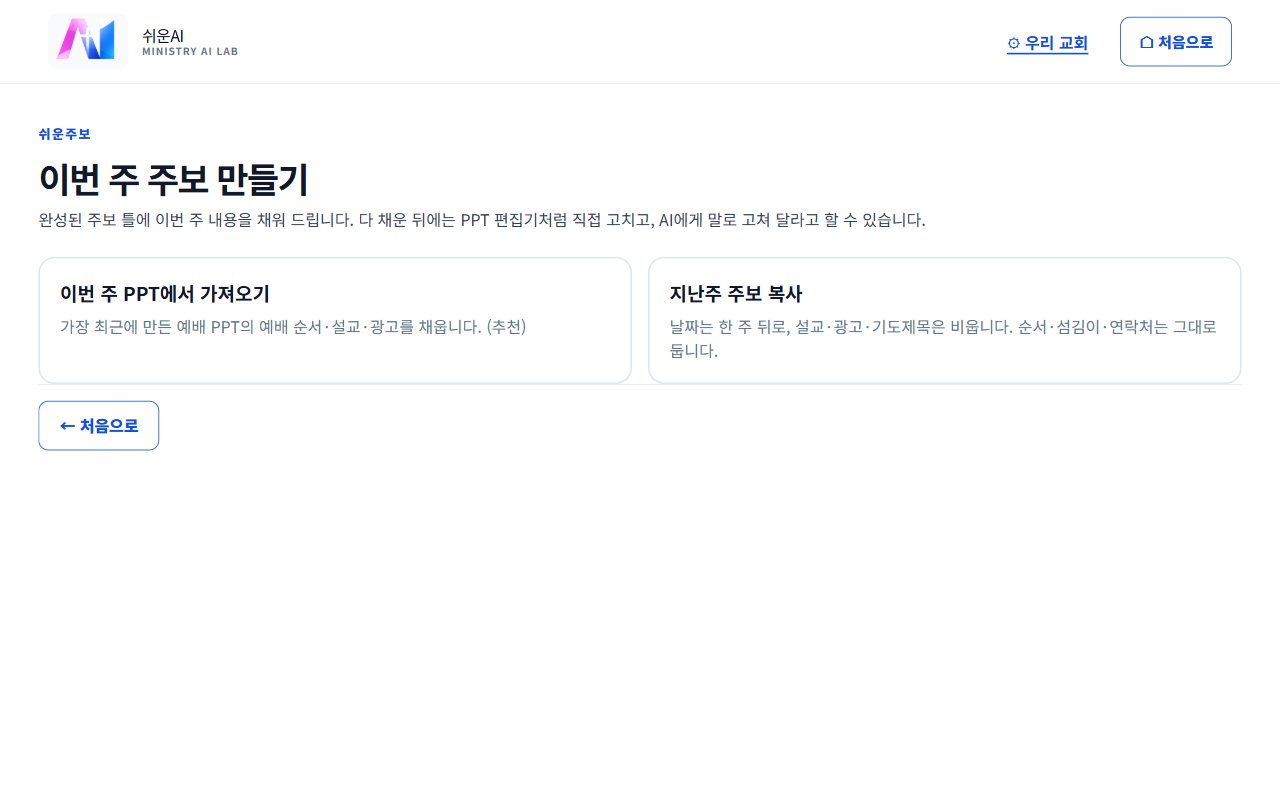 AI
쉬운AI
MINISTRY AI LAB
우리 교회
처음으로
쉬운주보
이번 주 주보 만들기
완성된 주보 틀에 이번 주 내용을 채워 드립니다. 다 채운 뒤에는 PPT 편집기처럼 직접 고치고, AI에게 말로 고쳐 달라고 할 수 있습니다.
이번 주 PPT에서 가져오기
가장 최근에 만든 예배 PPT의 예배 순서·설교·광고를 채웁니다. (추천)
지난주 주보 복사
날짜는 한 주 뒤로, 설교·광고·기도제목은 비웁니다. 순서·섬김이·연락처는 그대로
둡니다.
← 처음으로